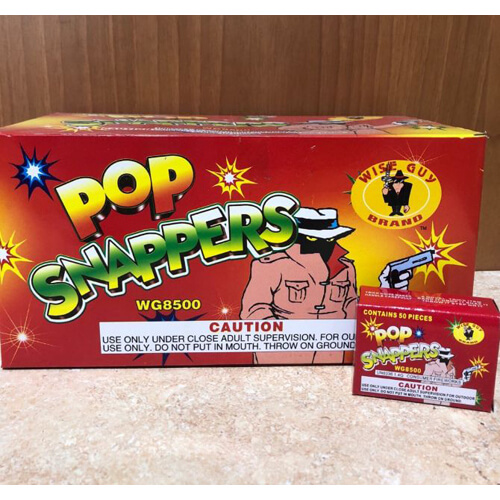 POP
SNAPPERS
WG8500
WISE GUY
BRAND
TM
CAUTION
USE ONLY UNDER CLOSE ADULT SUPERVISION. FOR OU
USE ONLY. DO NOT PUT IN MOUTH. THROW ON GROUND
CONTAINS 50 PIECES
POP
SNAPPERS
WG8500
CAUTION
USE ONLY UNDER CLOSE ADULT SUPERVISION FOR OUTDOOR
USE ONLY. DO NOT PUT IN MOUTH. THROW ON GROUND.